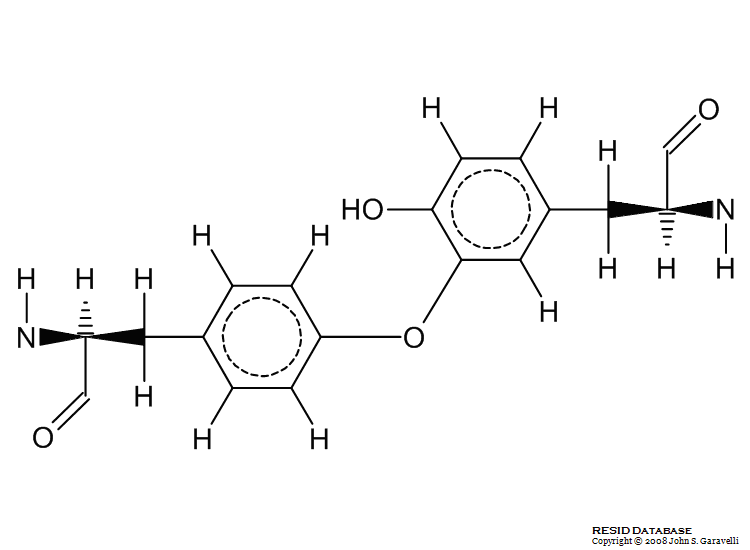 H H O
H
HO N
H H
H H H
H H H
H
N O
H
O H H
RESID DATABASE
Copyright © 2008 John S. Garavelli